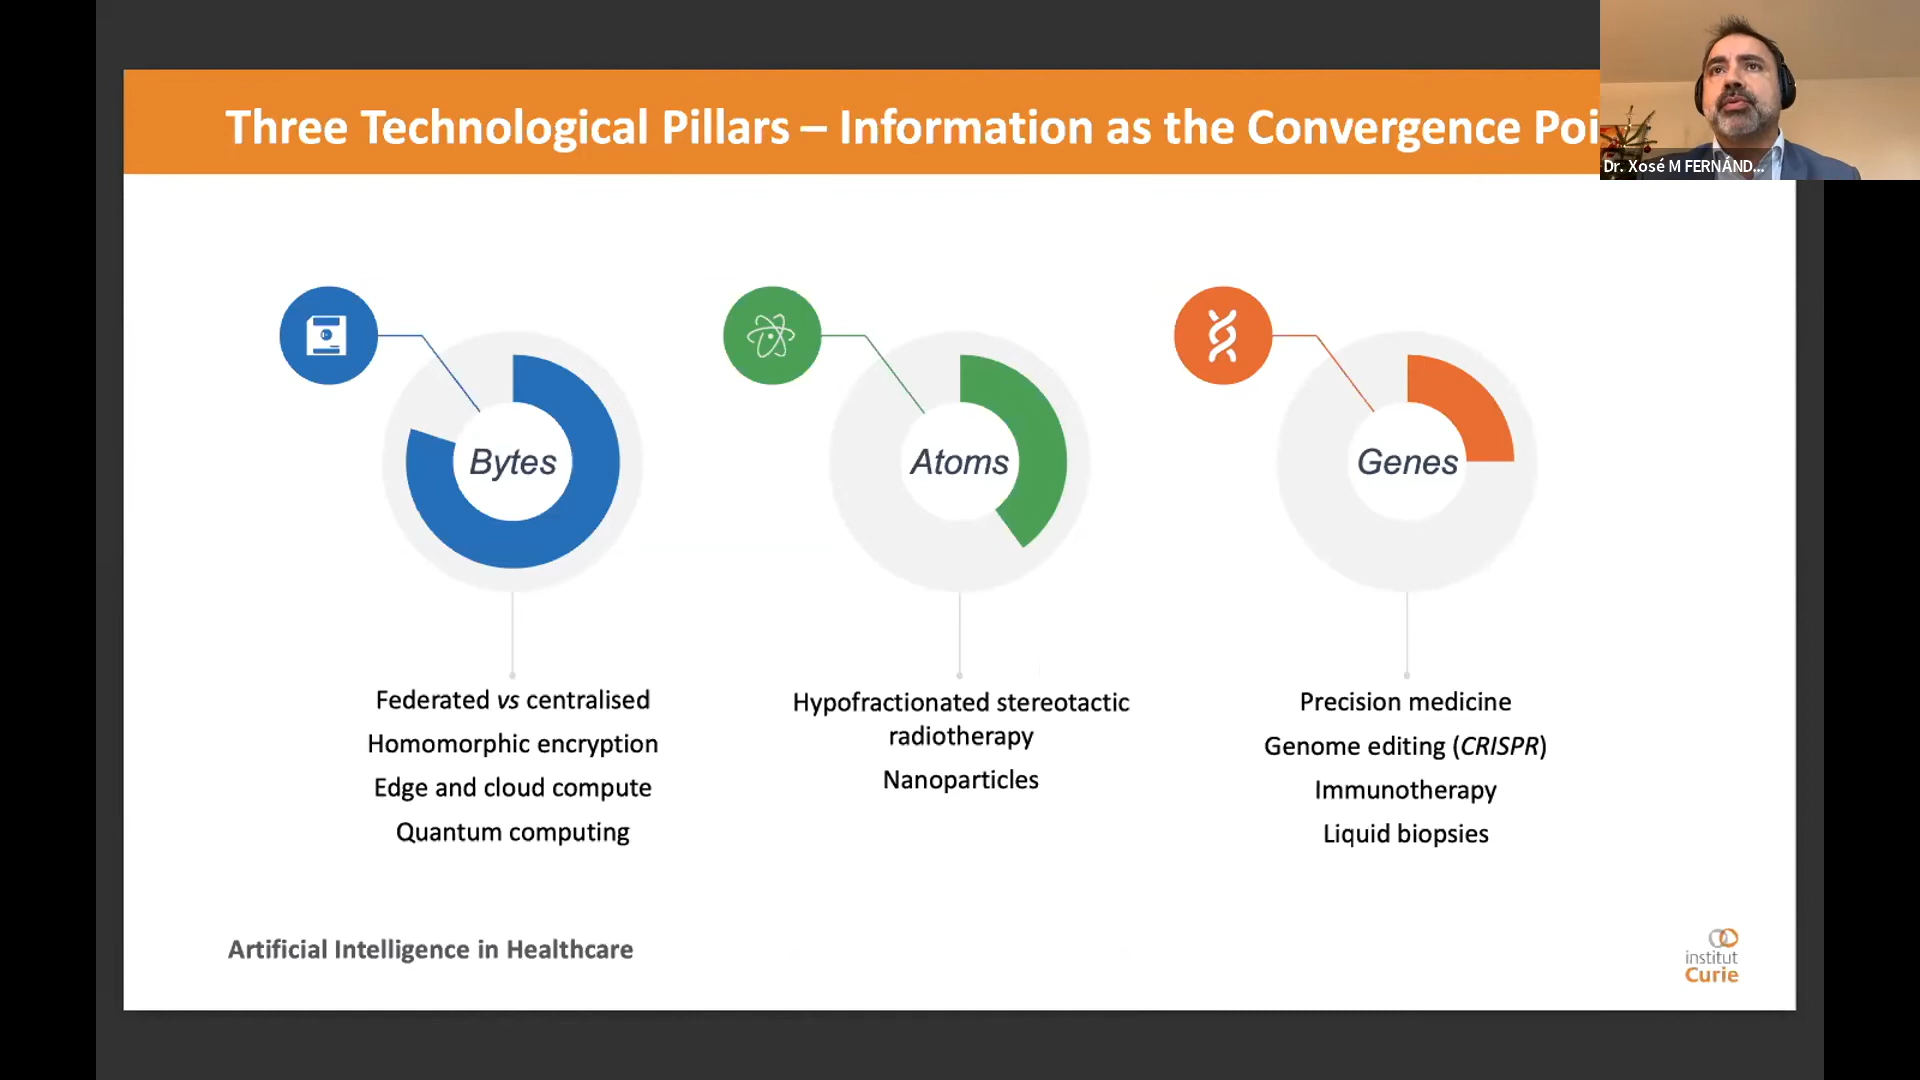 Three Technological Pillars – Information as the Convergence Poi
Dr. Xosé M FERNÁND...
Bytes
Atoms
Genes
Federated vs centralised
Homomorphic encryption
Edge and cloud compute
Quantum computing
Hypofractionated stereotactic
radiotherapy
Nanoparticles
Precision medicine
Genome editing (CRISPR)
Immunotherapy
Liquid biopsies
Artificial Intelligence in Healthcare
institut
Curie